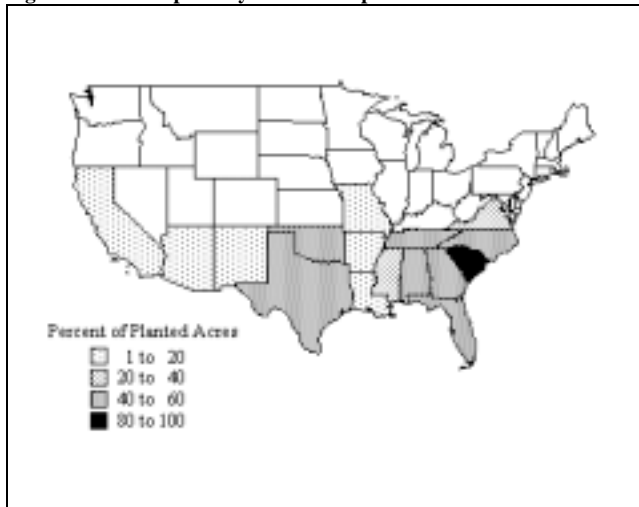 Percent of Planted Acres
1 to 20
20 to 40
40 to 60
80 to 100